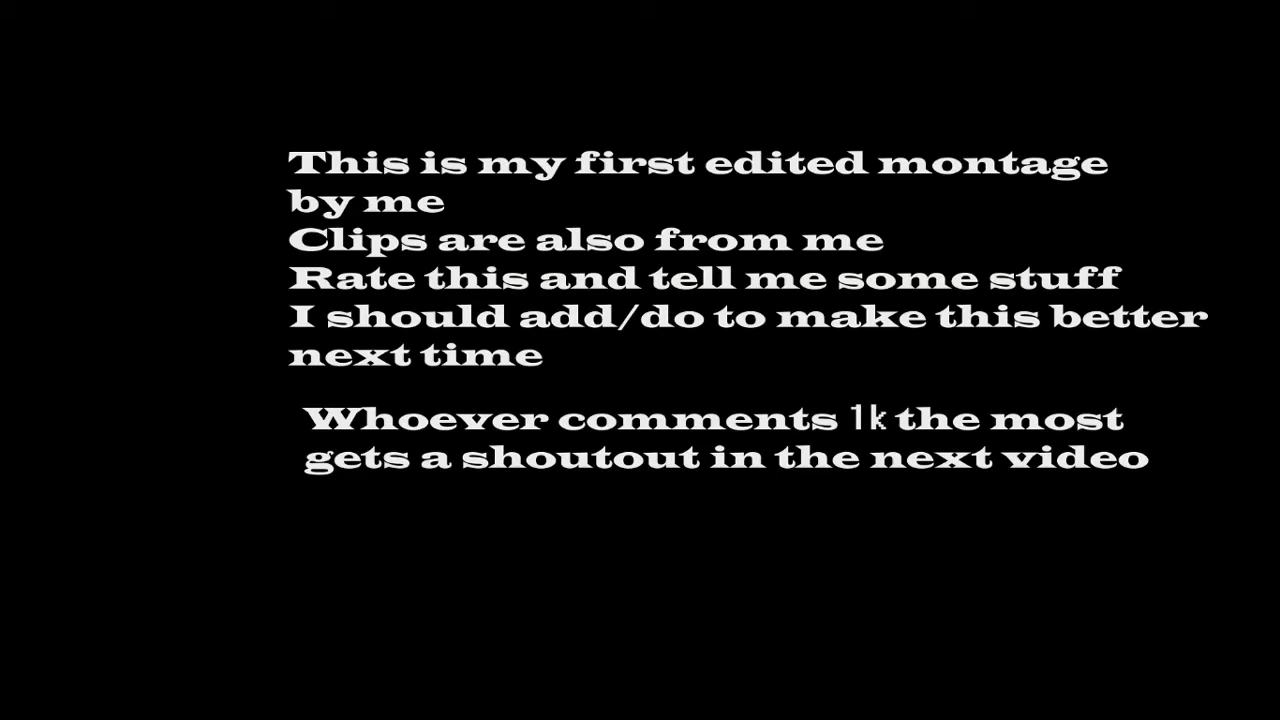 This is my first edited montage
by me
Clips are also from me
Rate this and tell me some stuff
I should add/do to make this better
next time
Whoever comments 1k the most
gets a shoutout in the next video